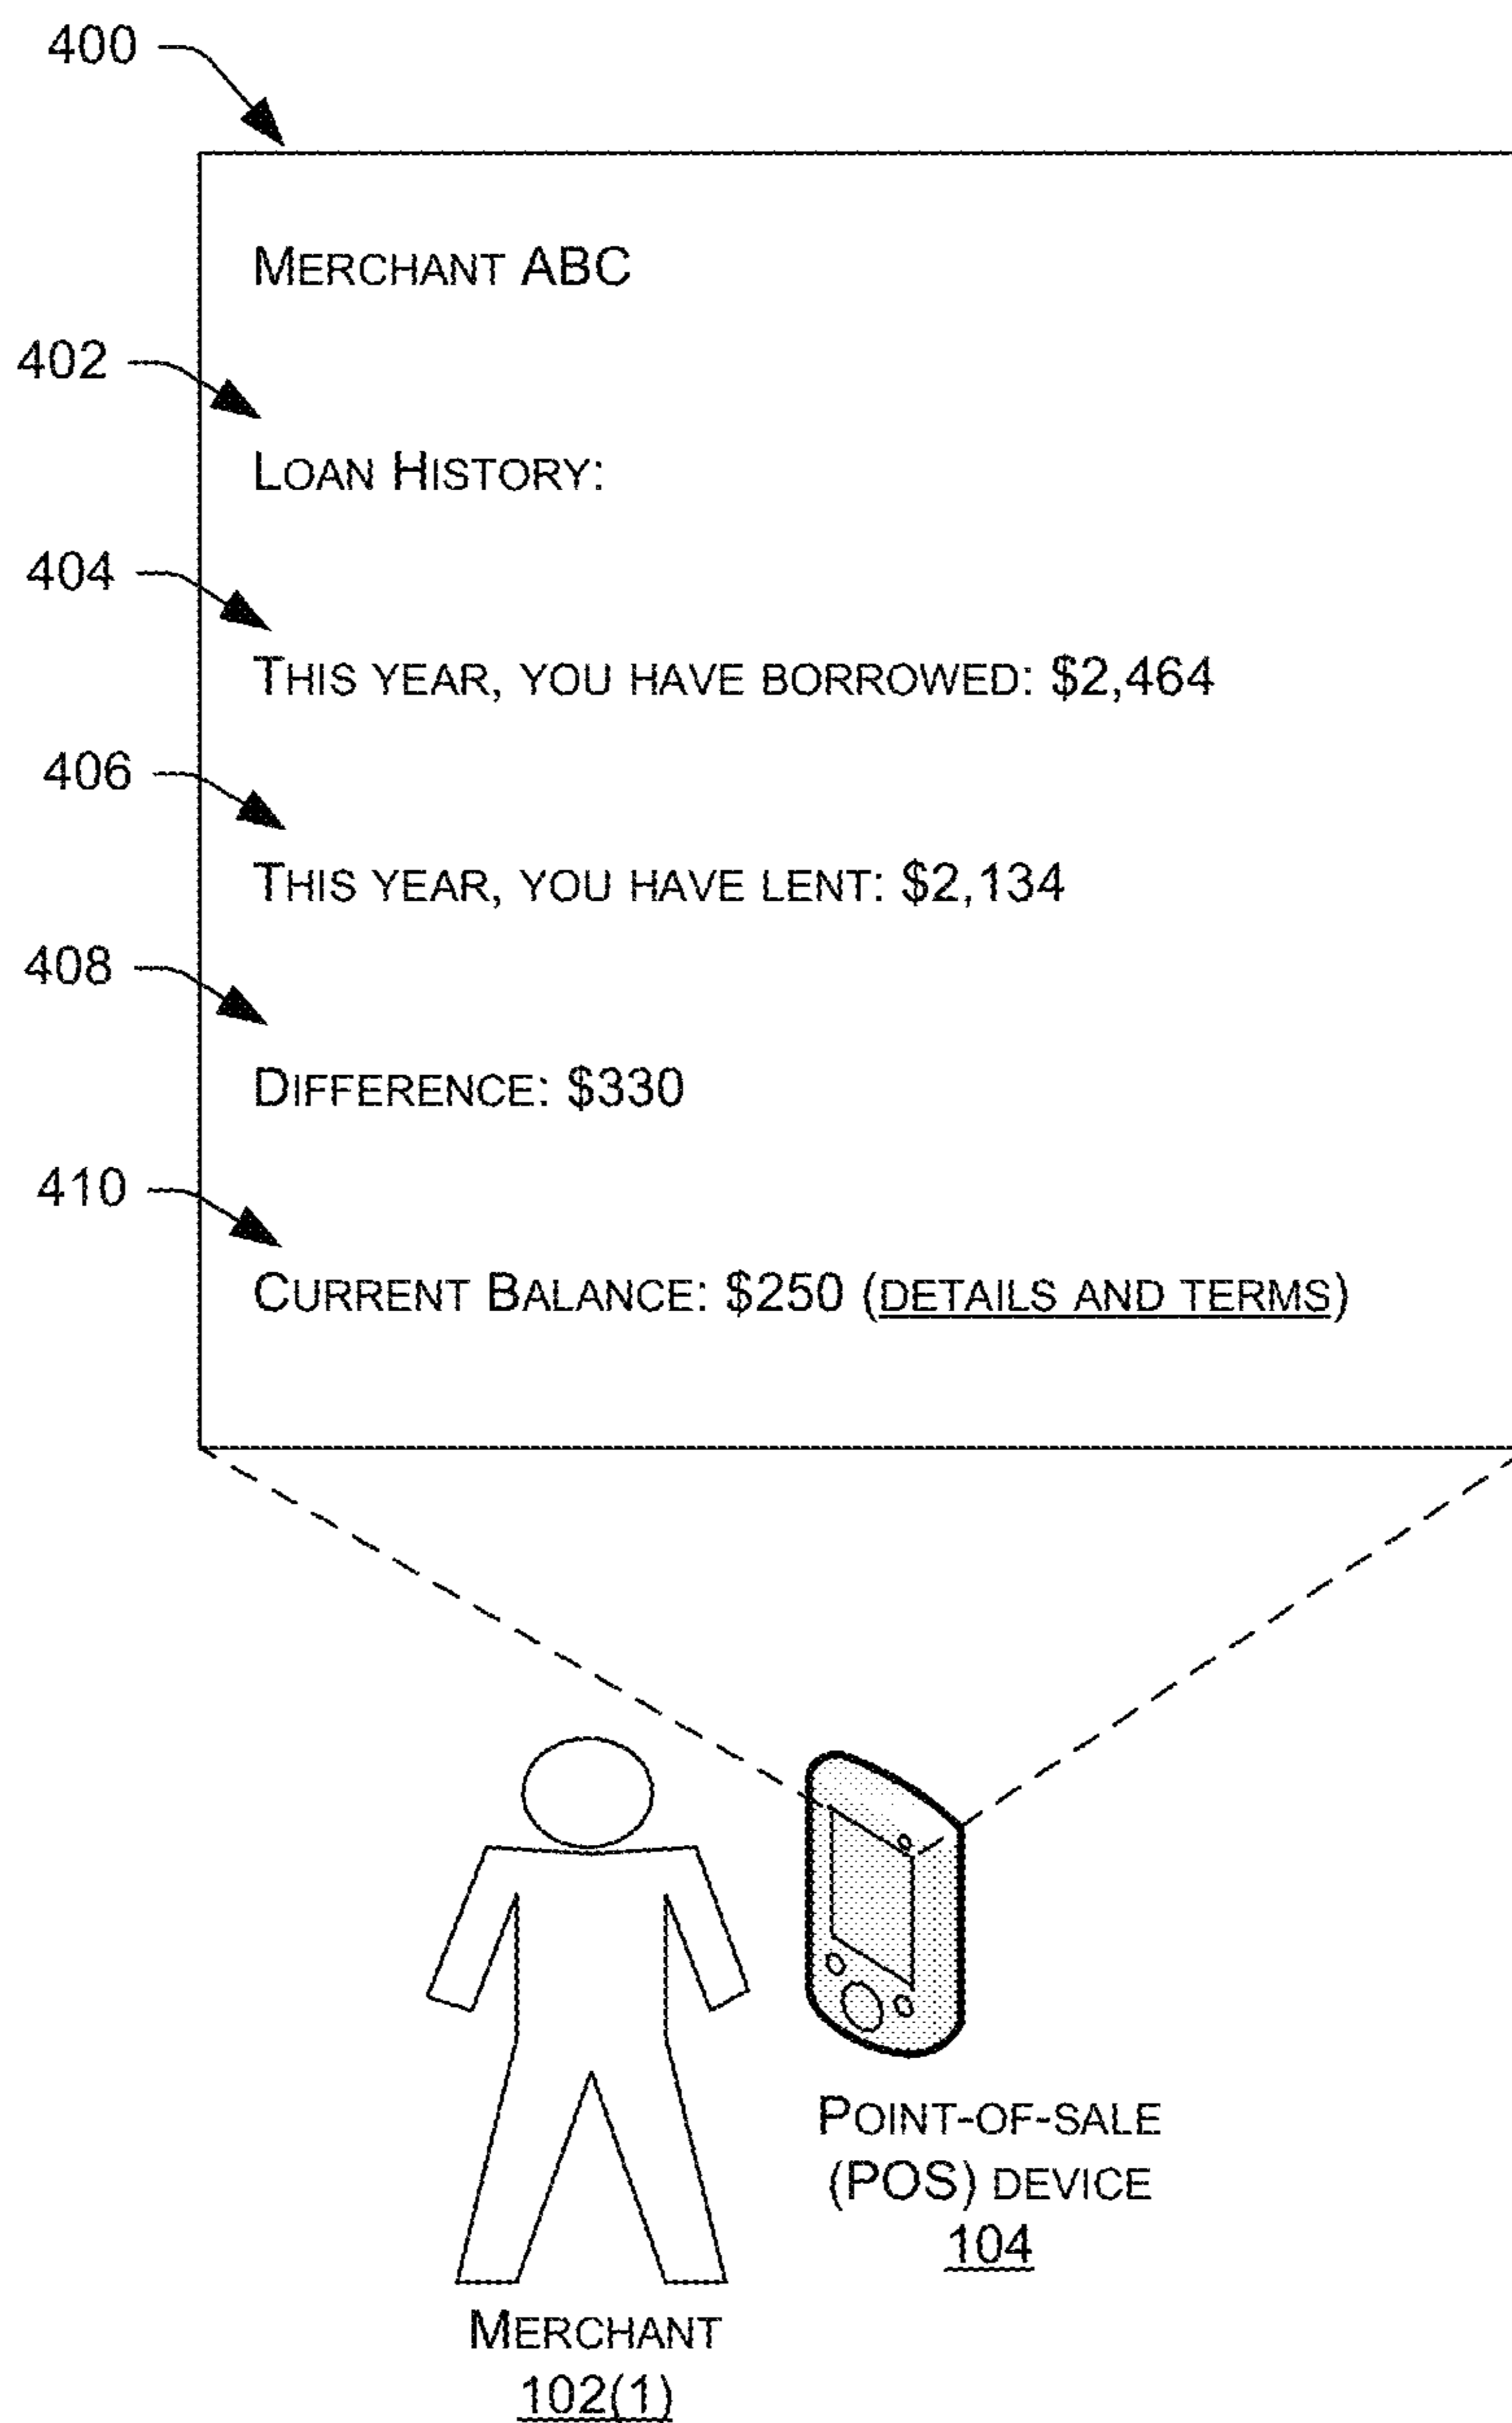 400
MERCHANT ABC
402
LOAN HISTORY:
404
THIS YEAR, YOU HAVE BORROWED: $2,464
406
THIS YEAR, YOU HAVE LENT: $2,134
408
DIFFERENCE: $330
410
CURRENT BALANCE: $250 (DETAILS AND TERMS)
POINT-OF-SALE
(POS) DEVICE
104
MERCHANT
102(1)